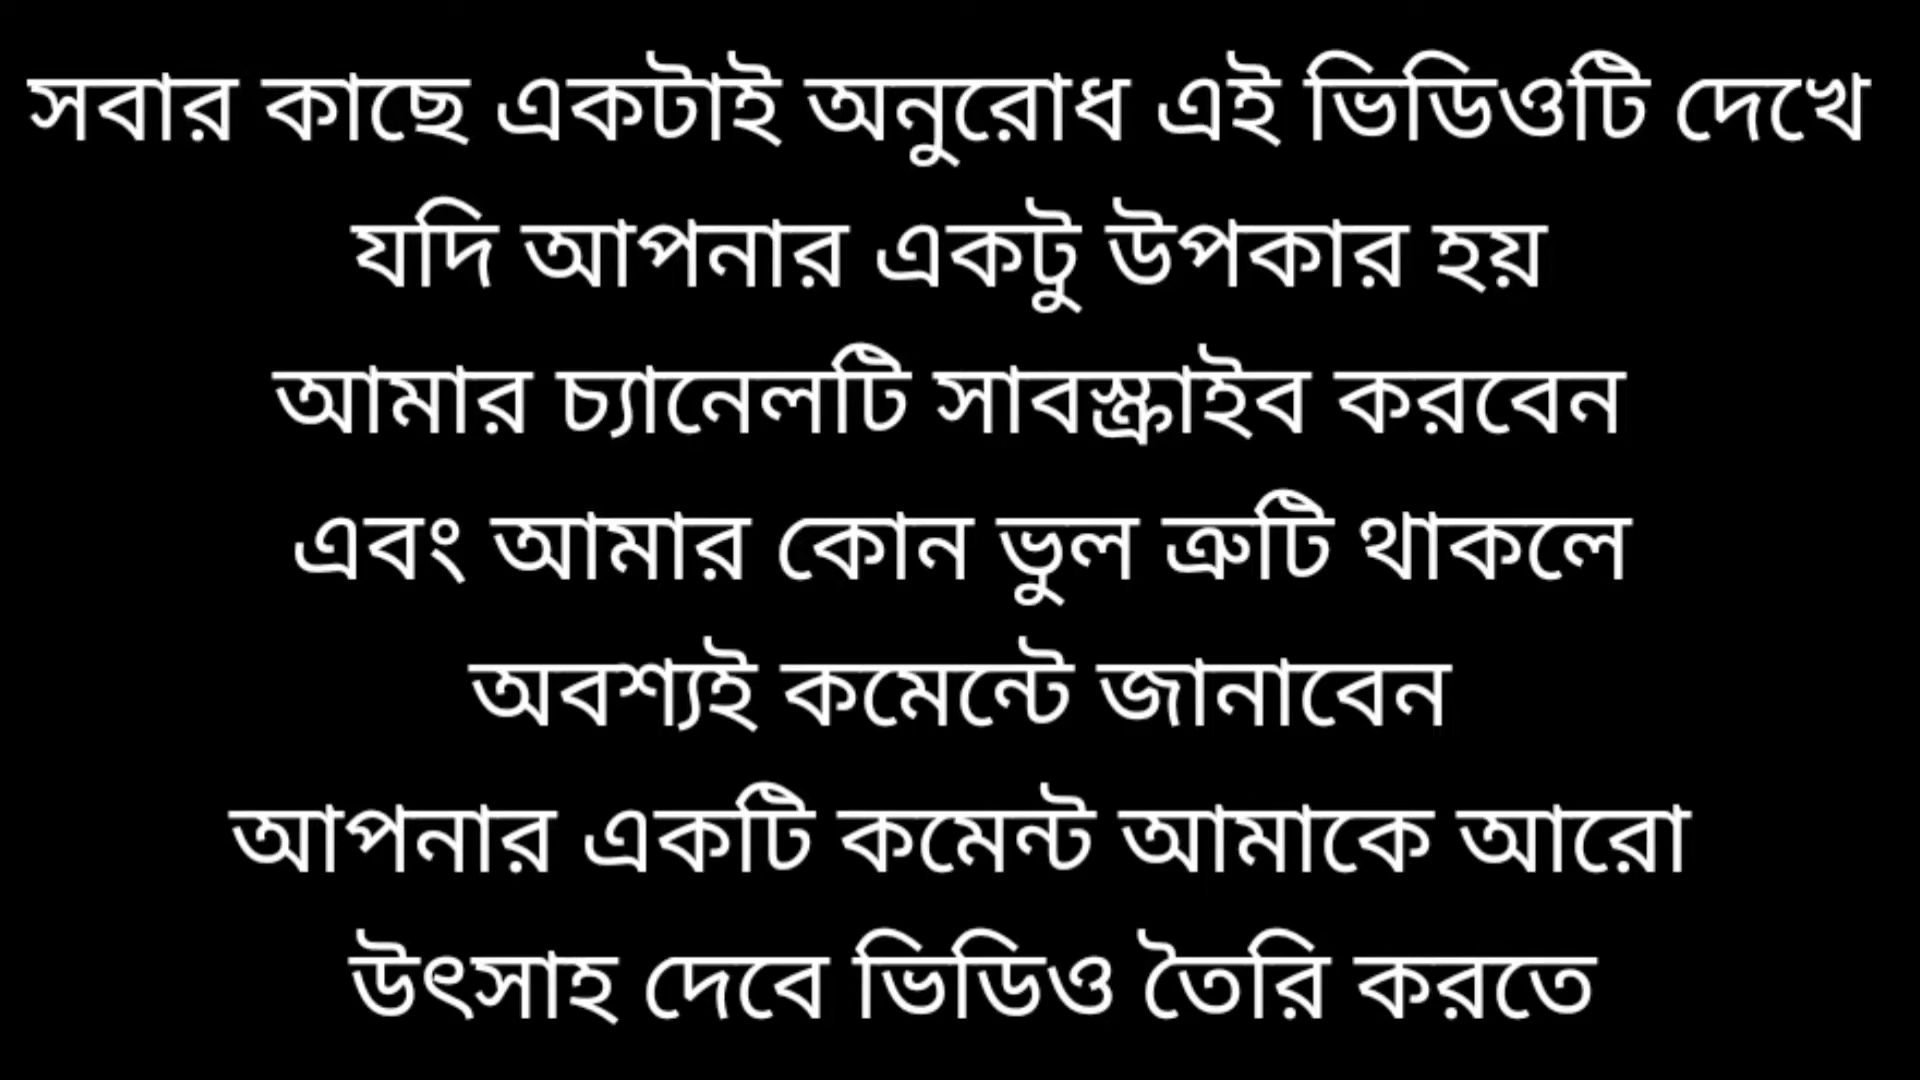 সবার কাছে একটাই অনুরোধ এই ভিডিওটি দেখে
যদি আপনার একটু উপকার হয়
আমার চ্যানেলটি সাবস্ক্রাইব করবেন
এবং আমার কোন ভুল ত্রুটি থাকলে
অবশ্যই কমেন্টে জানাবেন
আপনার একটি কমেন্ট আমাকে আরো
উৎসাহ দেবে ভিডিও তৈরি করতে